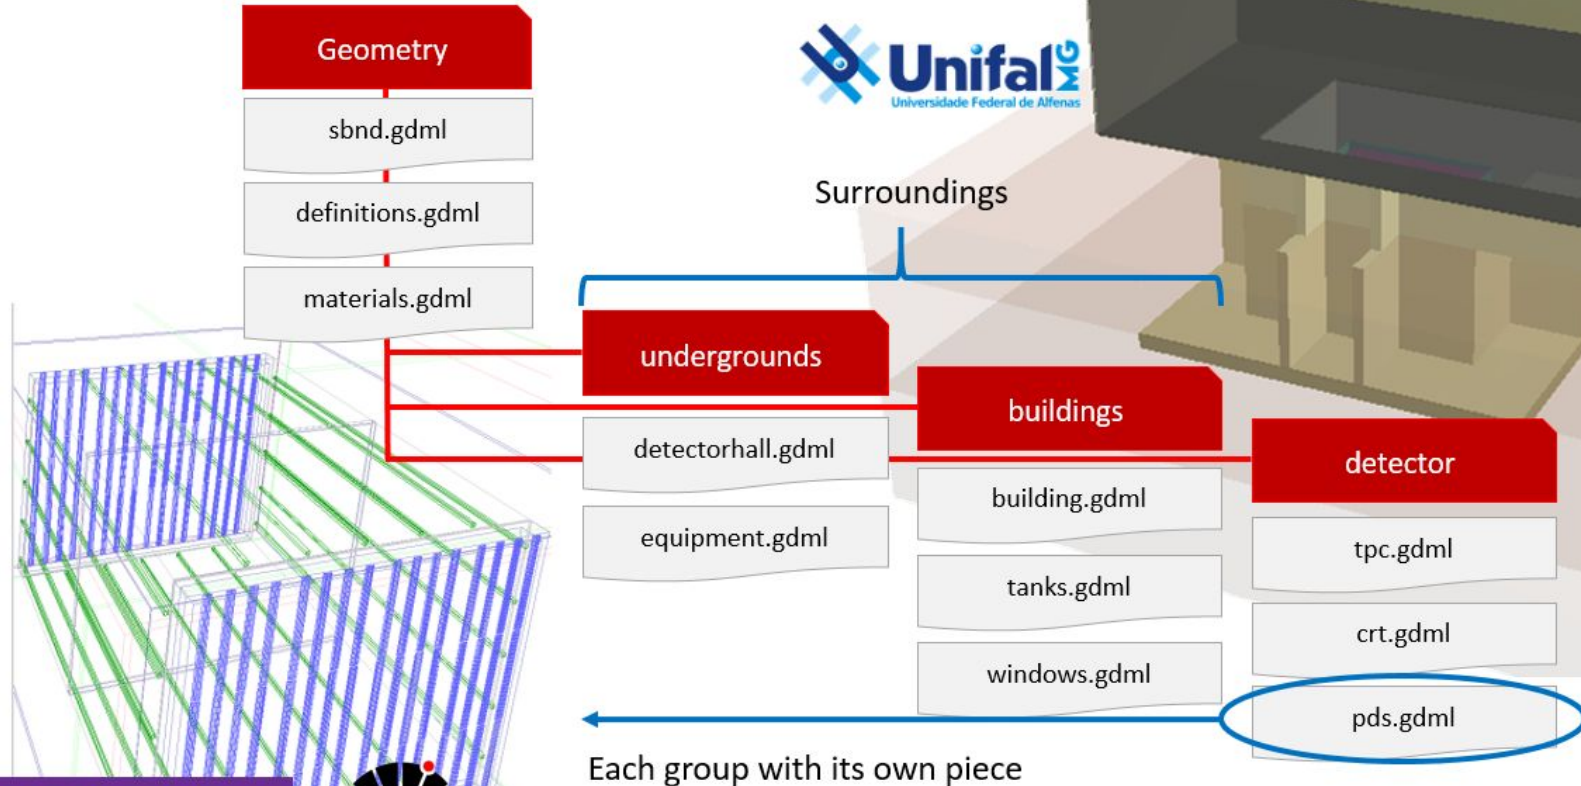 Geometry
sbnd.gdml
definitions.gdml
materials.gdml
Unifal MG
Universidade Federal de Alfenas
Surroundings
undergrounds
detectorhall.gdml
equipment.gdml
buildings
building.gdml
tanks.gdml
windows.gdml
detector
tpc.gdml
crt.gdml
pds.gdml
Each group with its own piece